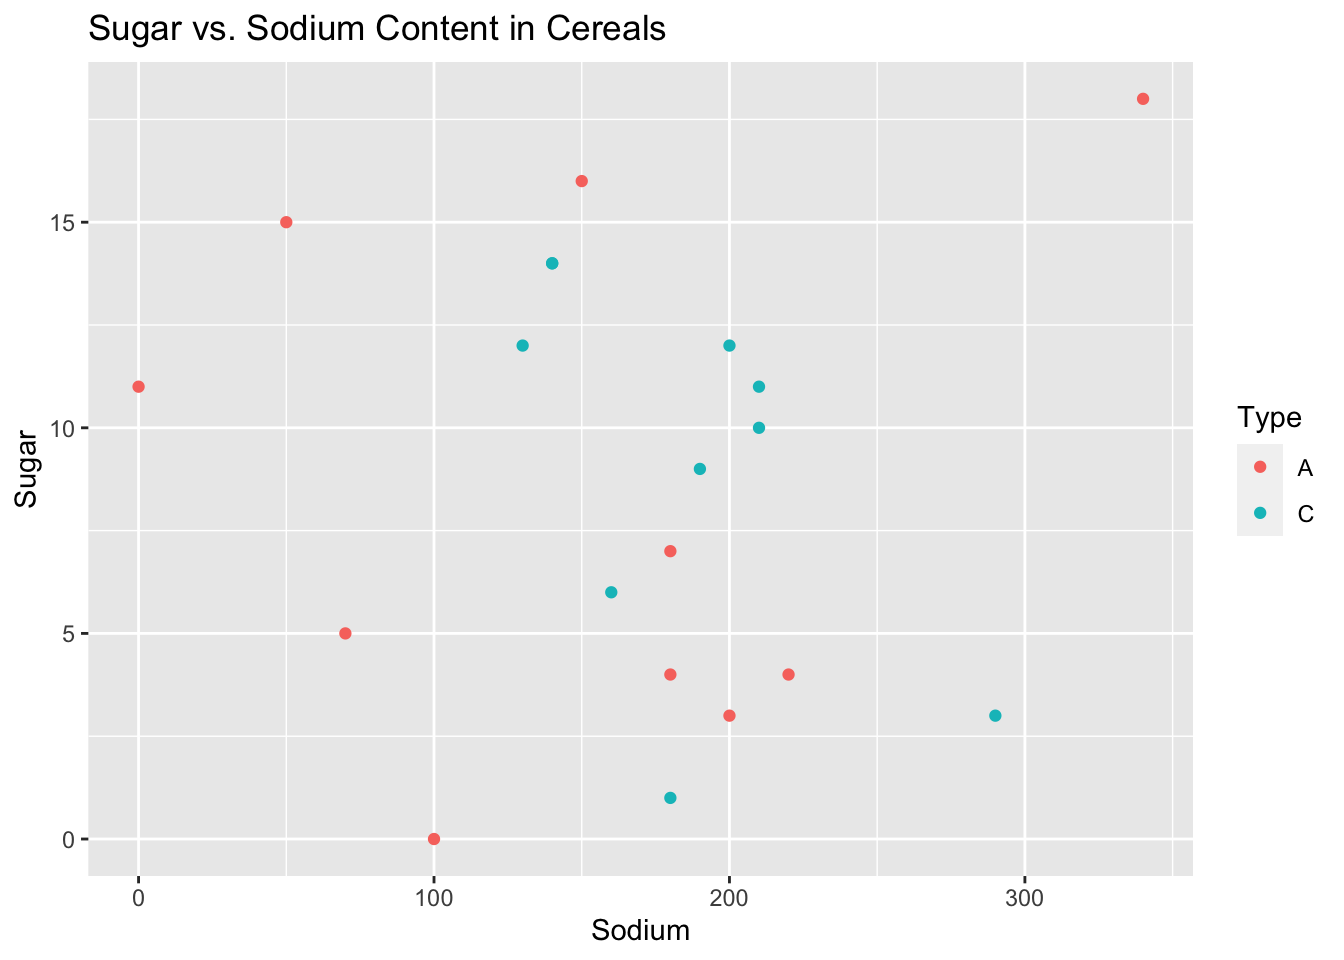 Sugar vs. Sodium Content in Cereals
15
10
5
0
Sugar
0 100 200 300
Sodium
Type
A
C